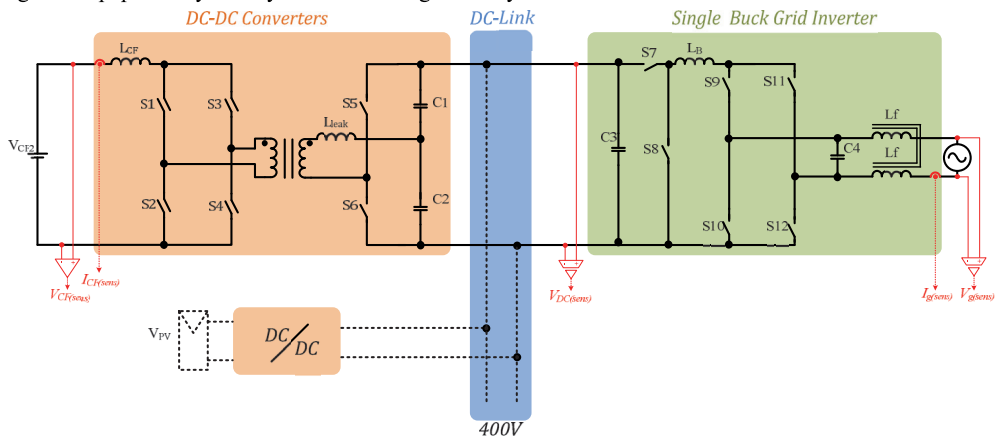 DC-DC Converters
DC-Link
Single Buck Grid Inverter
LCF
S1
S3
S5
C1
Lleak
VCF2
S2
S4
S6
C2
S7
LB
S9
S11
C3
S8
C4
Lf
Lf
S10
S12
ICF(sens)
VCF(sens)
VDC(sens)
Ig(sens)
Vg(sens)
VPV
DC/DC
400V